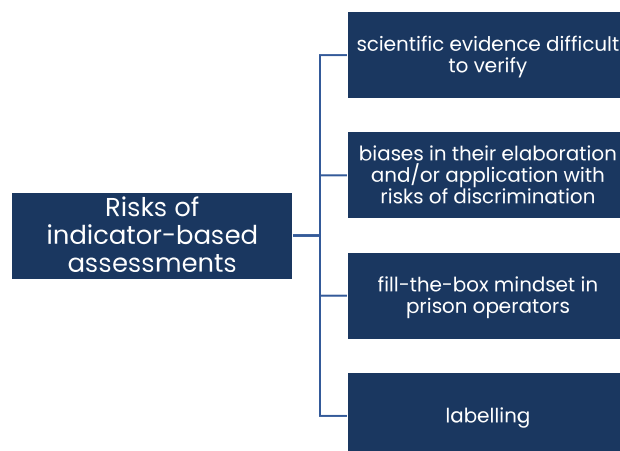 Risks of
indicator-based
assessments
scientific evidence difficult
to verify
biases in their elaboration
and/or application with
risks of discrimination
fill-the-box mindset in
prison operators
labelling